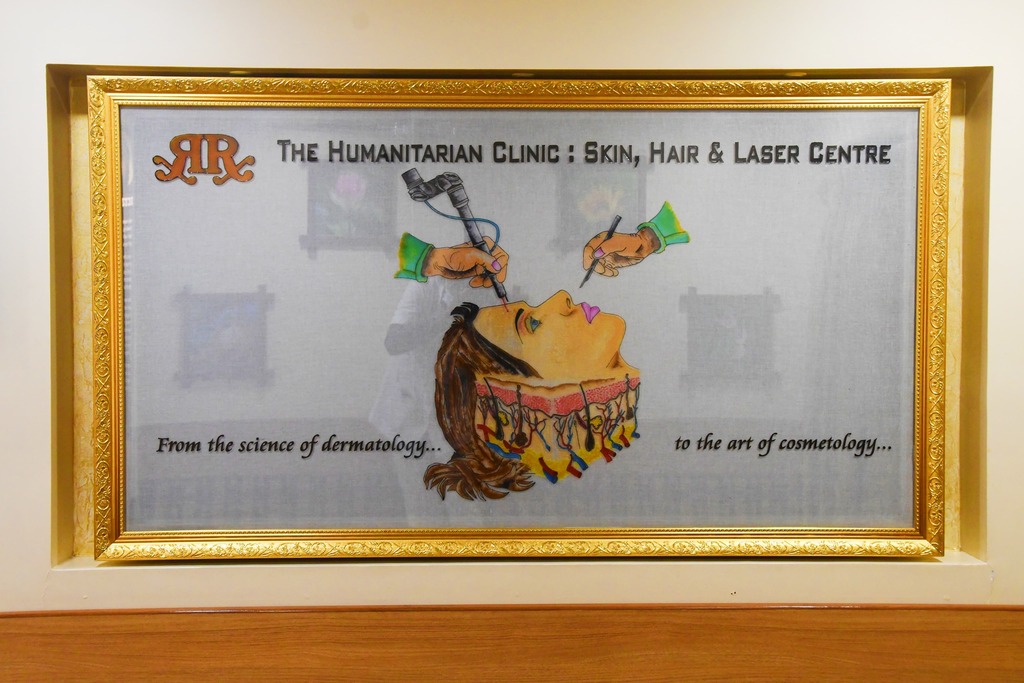 RR
THE HUMANITARIAN CLINIC : SKIN, HAIR & LASER CENTRE
From the science of dermatology...
to the art of cosmetology...